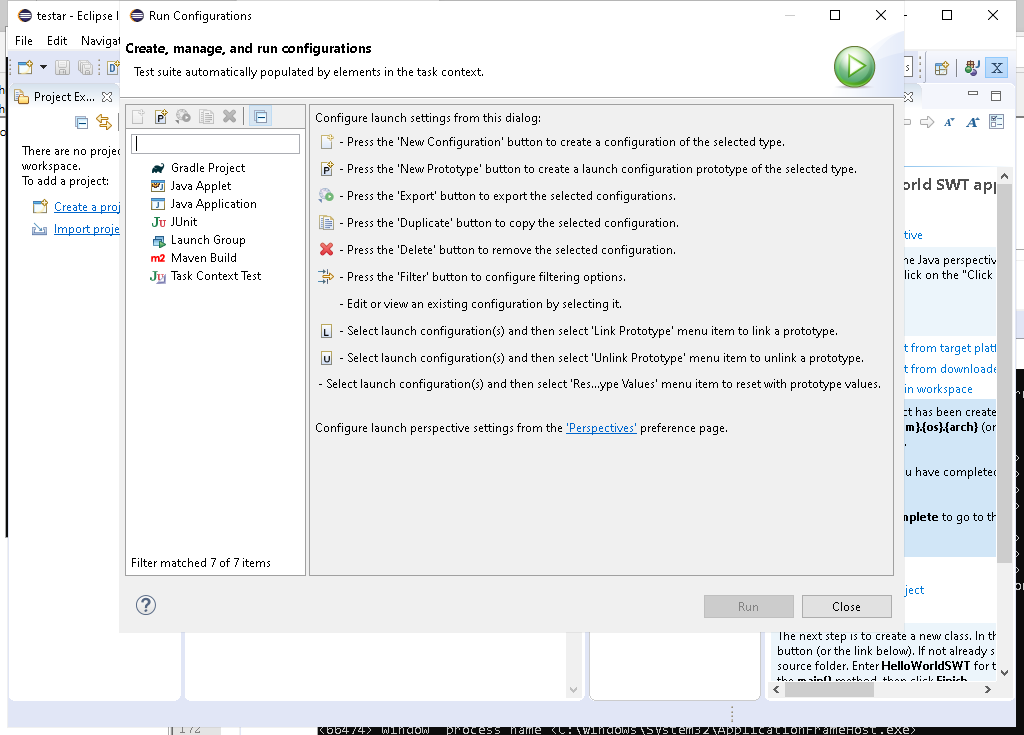 testar - Eclipse
Run Configurations
File Edit Navigat
Create, manage, and run configurations
Test suite automatically populated by elements in the task context.
Project Ex...
There are no
workspace.
To add a project:
Create a
Import
Gradle Project
Java Applet
Java Application
JUnit
Launch Group
Maven Build
Task Context Test
Filter matched 7 of 7 items
Configure launch settings from this dialog:
- Press the 'New Configuration' button to create a configuration of the selected type.
- Press the 'New Prototype' button to create a launch configuration prototype of the selected type.
- Press the 'Export' button to export the selected configurations.
- Press the 'Duplicate' button to copy the selected configuration.
- Press the 'Delete' button to remove the selected configuration.
- Press the 'Filter' button to configure filtering options.
- Edit or view an existing configuration by selecting it.
L - Select launch configuration(s) and then select 'Link Prototype' menu item to link a prototype.
U - Select launch configuration(s) and then select 'Unlink Prototype' menu item to unlink a prototype.
- Select launch configuration(s) and then select 'Res...ype Values' menu item to reset with prototype values.
Configure launch perspective settings from the 'Perspectives' preference page.
Run
Close
orld SWT app
tive
he Java perspectiv
lick on the "Click
t from target platf
t from downloade
in workspace
ct has been create
m}.{os}.{arch} (or
u have completed
mplete to go to th
ject
The next step is to create a new class. In th
button (or the link below). If not already s
source folder. Enter HelloWorldSWT for t
the main() method, then click Finish.
172
<66474> window process name <C:\Windows\System32\ApplicationFrameHost.exe>